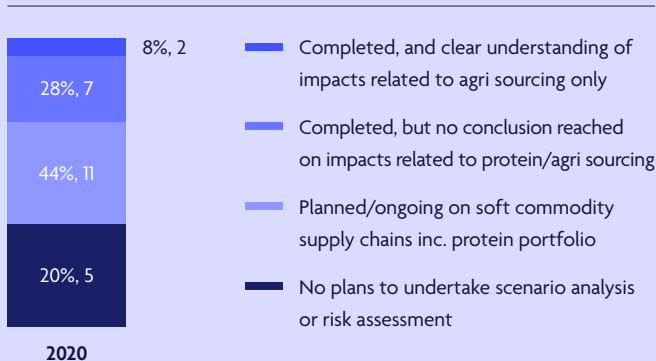 8%, 2
28%, 7
44%, 11
20%, 5
2020
Completed, and clear understanding of
impacts related to agri sourcing only
Completed, but no conclusion reached
on impacts related to protein/agri sourcing
Planned/ongoing on soft commodity
supply chains inc. protein portfolio
No plans to undertake scenario analysis
or risk assessment